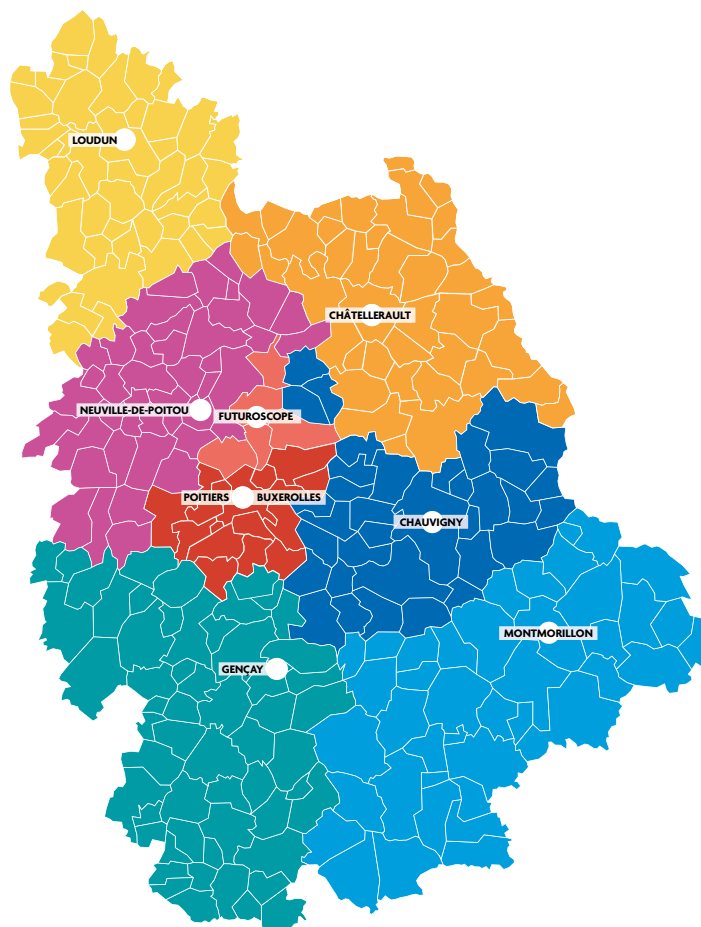 LOUDUN
CHÂTELLERAULT
NEUVILLE-DE-POITOU
FUTUROSCOPE
POITIERS BUXEROLLES
CHAUVIGNY
MONTMORILLON
GENÇAY